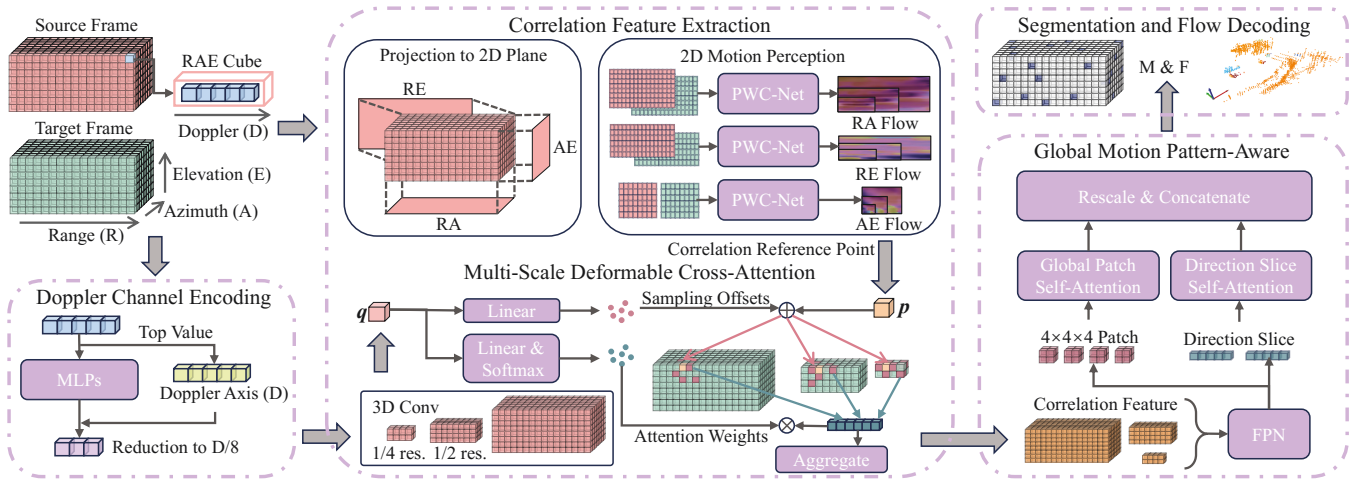 Source Frame
RAE Cube
Doppler (D)
Target Frame
Elevation (E)
Azimuth (A)
Range (R)
Doppler Channel Encoding
Top Value
MLPs
Doppler Axis (D)
Reduction to D/8
Correlation Feature Extraction
Projection to 2D Plane
RE
AE
RA
2D Motion Perception
PWC-Net
RA Flow
PWC-Net
RE Flow
PWC-Net
AE Flow
Correlation Reference Point
Multi-Scale Deformable Cross-Attention
q
Linear
Sampling Offsets
p
Linear &
Softmax
3D Conv
1/4 res.
1/2 res.
Attention Weights
Aggregate
Segmentation and Flow Decoding
M & F
Global Motion Pattern-Aware
Rescale & Concatenate
Global Patch
Self-Attention
Direction Slice
Self-Attention
4×4×4 Patch
Direction Slice
Correlation Feature
FPN